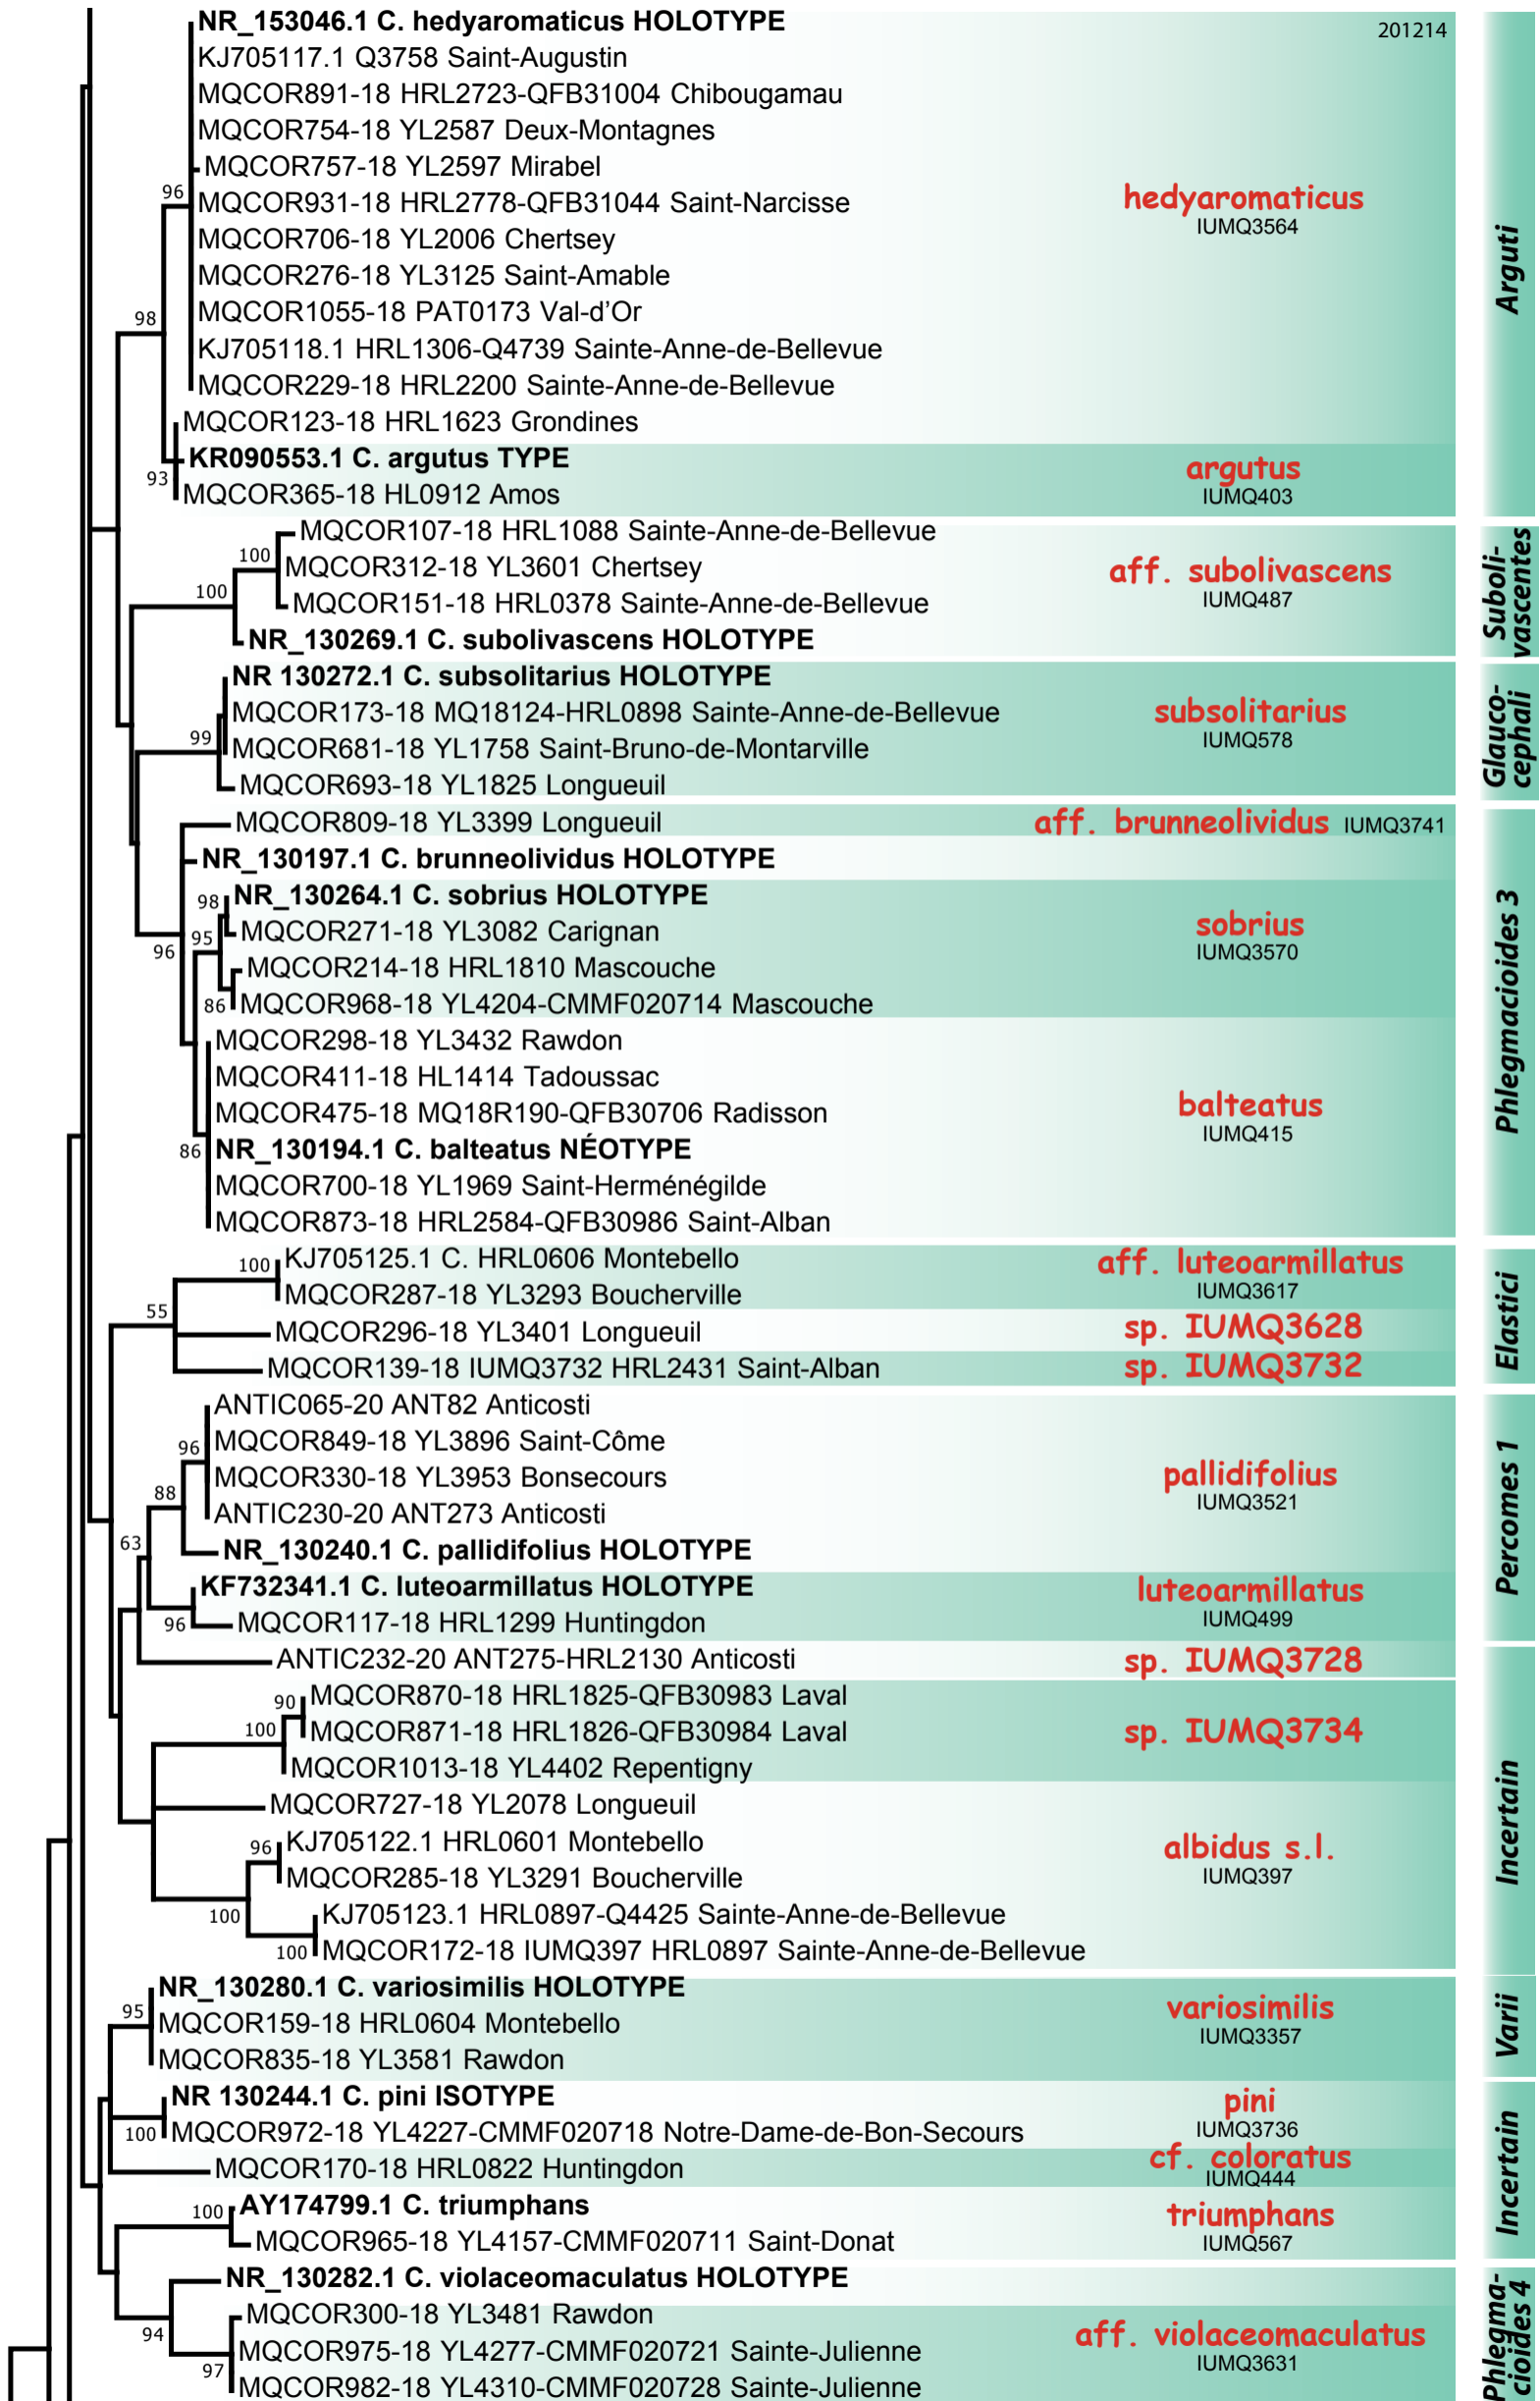 NR_153046.1 C. hedyaromaticus HOLOTYPE
201214
KJ705117.1 Q3758 Saint-Augustin
MQCOR891-18 HRL2723-QFB31004 Chibougamau
MQCOR754-18 YL2587 Deux-Montagnes
MQCOR757-18 YL2597 Mirabel
96
MQCOR931-18 HRL2778-QFB31044 Saint-Narcisse
hedyaromaticus
IUMQ3564
MQCOR706-18 YL2006 Chertsey
MQCOR276-18 YL3125 Saint-Amable
MQCOR1055-18 PAT0173 Val-d’Or
98
KJ705118.1 HRL1306-Q4739 Sainte-Anne-de-Bellevue
MQCOR229-18 HRL2200 Sainte-Anne-de-Bellevue
MQCOR123-18 HRL1623 Grondines
KR090553.1 C. argutus TYPE
93
MQCOR365-18 HL0912 Amos
argutus
IUMQ403
Arguti
MQCOR107-18 HRL1088 Sainte-Anne-de-Bellevue
100
MQCOR312-18 YL3601 Chertsey
100
MQCOR151-18 HRL0378 Sainte-Anne-de-Bellevue
NR_130269.1 C. subolivascens HOLOTYPE
aff. subolivascens
IUMQ487
Suboli-
vascentes
NR 130272.1 C. subsolitarius HOLOTYPE
MQCOR173-18 MQ18124-HRL0898 Sainte-Anne-de-Bellevue
99
MQCOR681-18 YL1758 Saint-Bruno-de-Montarville
MQCOR693-18 YL1825 Longueuil
subsolitarius
IUMQ578
Glauco-
cephali
MQCOR809-18 YL3399 Longueuil
aff. brunneolividus IUMQ3741
NR_130197.1 C. brunneolividus HOLOTYPE
NR_130264.1 C. sobrius HOLOTYPE
98
MQCOR271-18 YL3082 Carignan
95
96
MQCOR214-18 HRL1810 Mascouche
86
MQCOR968-18 YL4204-CMMF020714 Mascouche
sobrius
IUMQ3570
MQCOR298-18 YL3432 Rawdon
MQCOR411-18 HL1414 Tadoussac
MQCOR475-18 MQ18R190-QFB30706 Radisson
86
NR_130194.1 C. balteatus NÉOTYPE
MQCOR700-18 YL1969 Saint-Herménégilde
MQCOR873-18 HRL2584-QFB30986 Saint-Alban
balteatus
IUMQ415
Phlegmacioides 3
KJ705125.1 C. HRL0606 Montebello
100
MQCOR287-18 YL3293 Boucherville
aff. luteoarmillatus
IUMQ3617
55
MQCOR296-18 YL3401 Longueuil
sp. IUMQ3628
MQCOR139-18 IUMQ3732 HRL2431 Saint-Alban
sp. IUMQ3732
Elastici
ANTIC065-20 ANT82 Anticosti
96
MQCOR849-18 YL3896 Saint-Côme
MQCOR330-18 YL3953 Bonsecours
88
ANTIC230-20 ANT273 Anticosti
63
NR_130240.1 C. pallidifolius HOLOTYPE
pallidifolius
IUMQ3521
KF732341.1 C. luteoarmillatus HOLOTYPE
96
MQCOR117-18 HRL1299 Huntingdon
luteoarmillatus
IUMQ499
Percomes 1
ANTIC232-20 ANT275-HRL2130 Anticosti
sp. IUMQ3728
90
MQCOR870-18 HRL1825-QFB30983 Laval
100
MQCOR871-18 HRL1826-QFB30984 Laval
MQCOR1013-18 YL4402 Repentigny
sp. IUMQ3734
MQCOR727-18 YL2078 Longueuil
96
KJ705122.1 HRL0601 Montebello
MQCOR285-18 YL3291 Boucherville
100
KJ705123.1 HRL0897-Q4425 Sainte-Anne-de-Bellevue
100
MQCOR172-18 IUMQ397 HRL0897 Sainte-Anne-de-Bellevue
albidus s.l.
IUMQ397
Incertain
NR_130280.1 C. variosimilis HOLOTYPE
95
MQCOR159-18 HRL0604 Montebello
MQCOR835-18 YL3581 Rawdon
variosimilis
IUMQ3357
Varii
NR 130244.1 C. pini ISOTYPE
100
MQCOR972-18 YL4227-CMMF020718 Notre-Dame-de-Bon-Secours
pini
IUMQ3736
MQCOR170-18 HRL0822 Huntingdon
cf. coloratus
IUMQ444
100
AY174799.1 C. triumphans
MQCOR965-18 YL4157-CMMF020711 Saint-Donat
triumphans
IUMQ567
Incertain
NR_130282.1 C. violaceomaculatus HOLOTYPE
94
MQCOR300-18 YL3481 Rawdon
MQCOR975-18 YL4277-CMMF020721 Sainte-Julienne
97
MQCOR982-18 YL4310-CMMF020728 Sainte-Julienne
aff. violaceomaculatus
IUMQ3631
Phlegma-
cioides 4